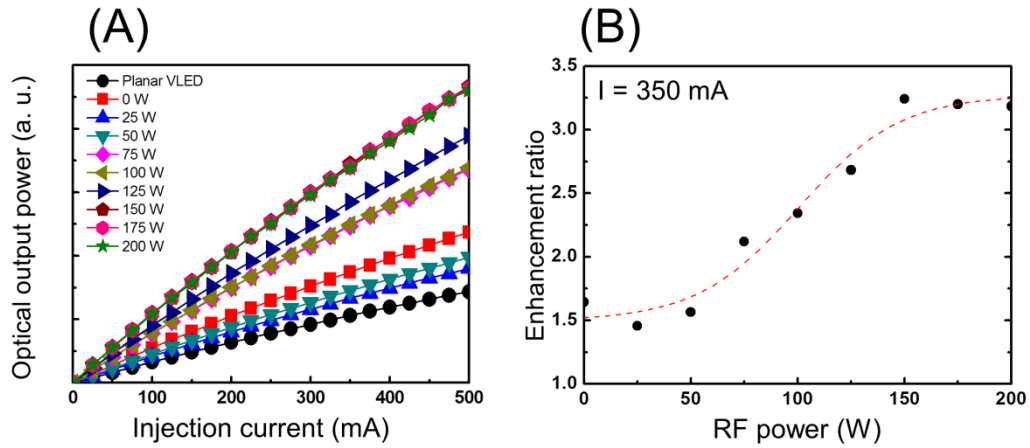 (A)
Optical output power (a. u.)
Planar VLED
0 W
25 W
50 W
75 W
100 W
125 W
150 W
175 W
200 W
0 100 200 300 400 500
Injection current (mA)
(B)
I = 350 mA
Enhancement ratio
3.5
3.0
2.5
2.0
1.5
1.0
0 50 100 150 200
RF power (W)